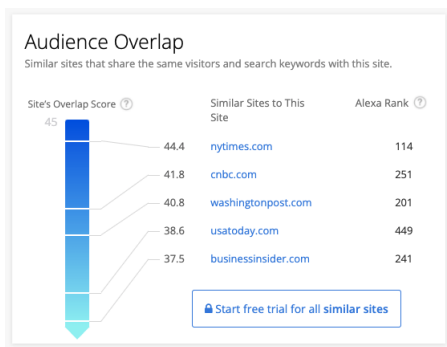 Audience Overlap
Similar sites that share the same visitors and search keywords with this site.
Site's Overlap Score ? Similar Sites to This Site Alexa Rank ?
45
44.4 nytimes.com 114
41.8 cnbc.com 251
40.8 washingtonpost.com 201
38.6 usatoday.com 449
37.5 businessinsider.com 241
Start free trial for all similar sites